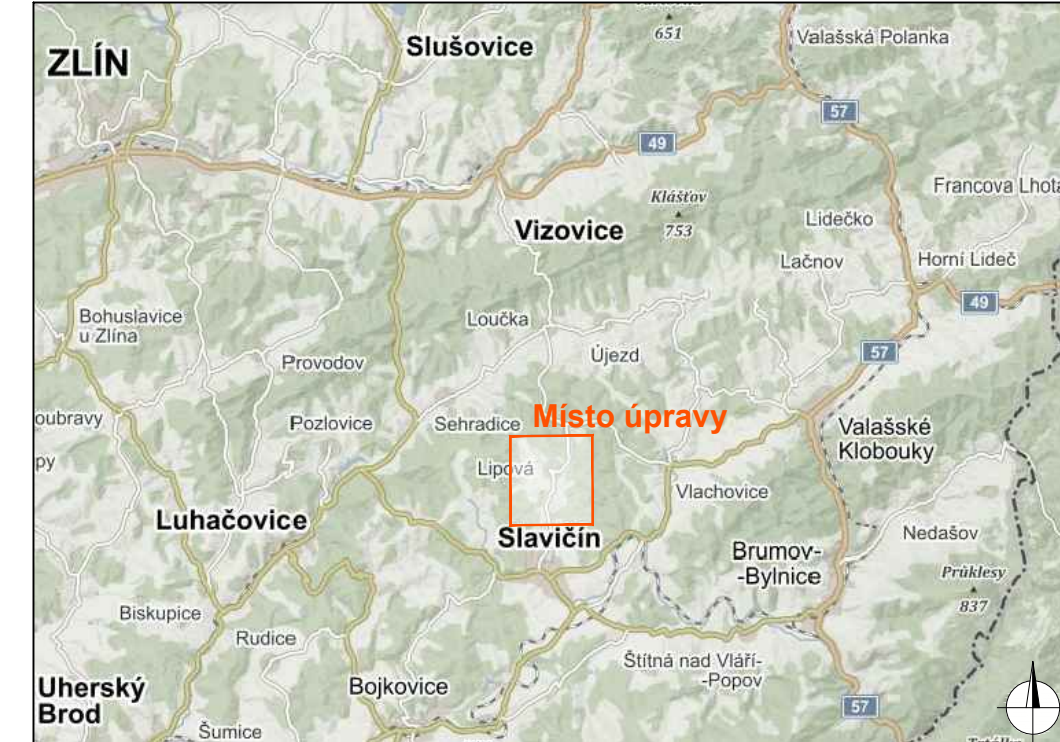 651
Valašská Polanka
Slušovice
ZLÍN
57
49
Klášťov
753
Francova Lhota
Lidečko
Vizovice
Lačnov
Horní Lideč
49
Bohuslavice
u Zlína
Loučka
Újezd
57
Provodov
oubravy
Pozlovice
Sehradice
Místo úpravy
Valašské
Klobouky
py
Lipová
Vlachovice
Luhačovice
Slavičín
Nedašov
Brumov-
-Bylnice
Průklesy
837
Biskupice
Rudice
Štítná nad Vláří-
-Popov
Uherský
Brod
Bojkovice
57
Šumice